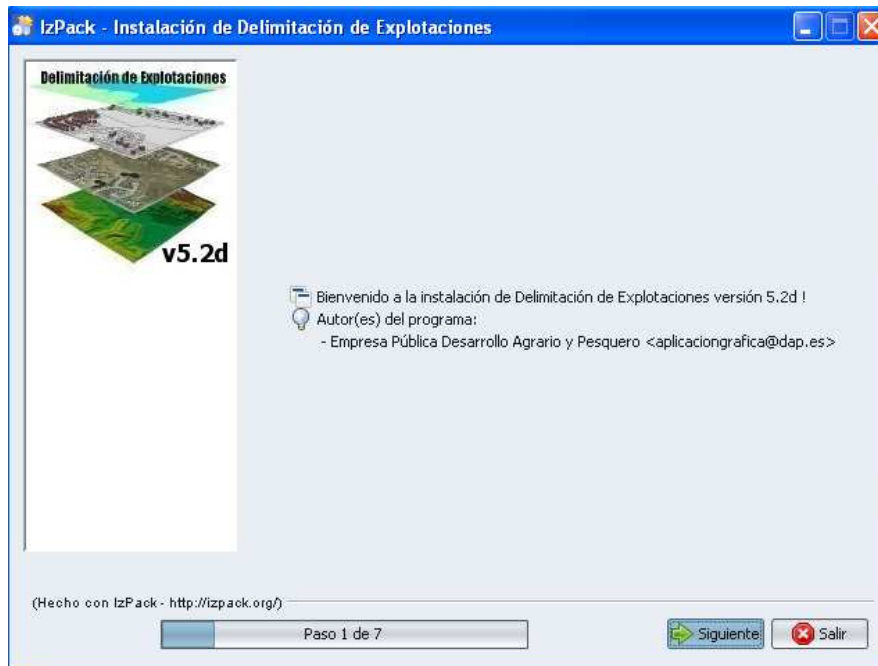 IzPack - Instalación de Delimitación de Explotaciones
Delimitación de Explotaciones
v5.2d
Bienvenido a la instalación de Delimitación de Explotaciones versión 5.2d !
Autor(es) del programa:
- Empresa Pública Desarrollo Agrario y Pesquero <aplicaciongrafica@dap.es>
(Hecho con IzPack - http://izpack.org/)
Paso 1 de 7
Siguiente
Salir